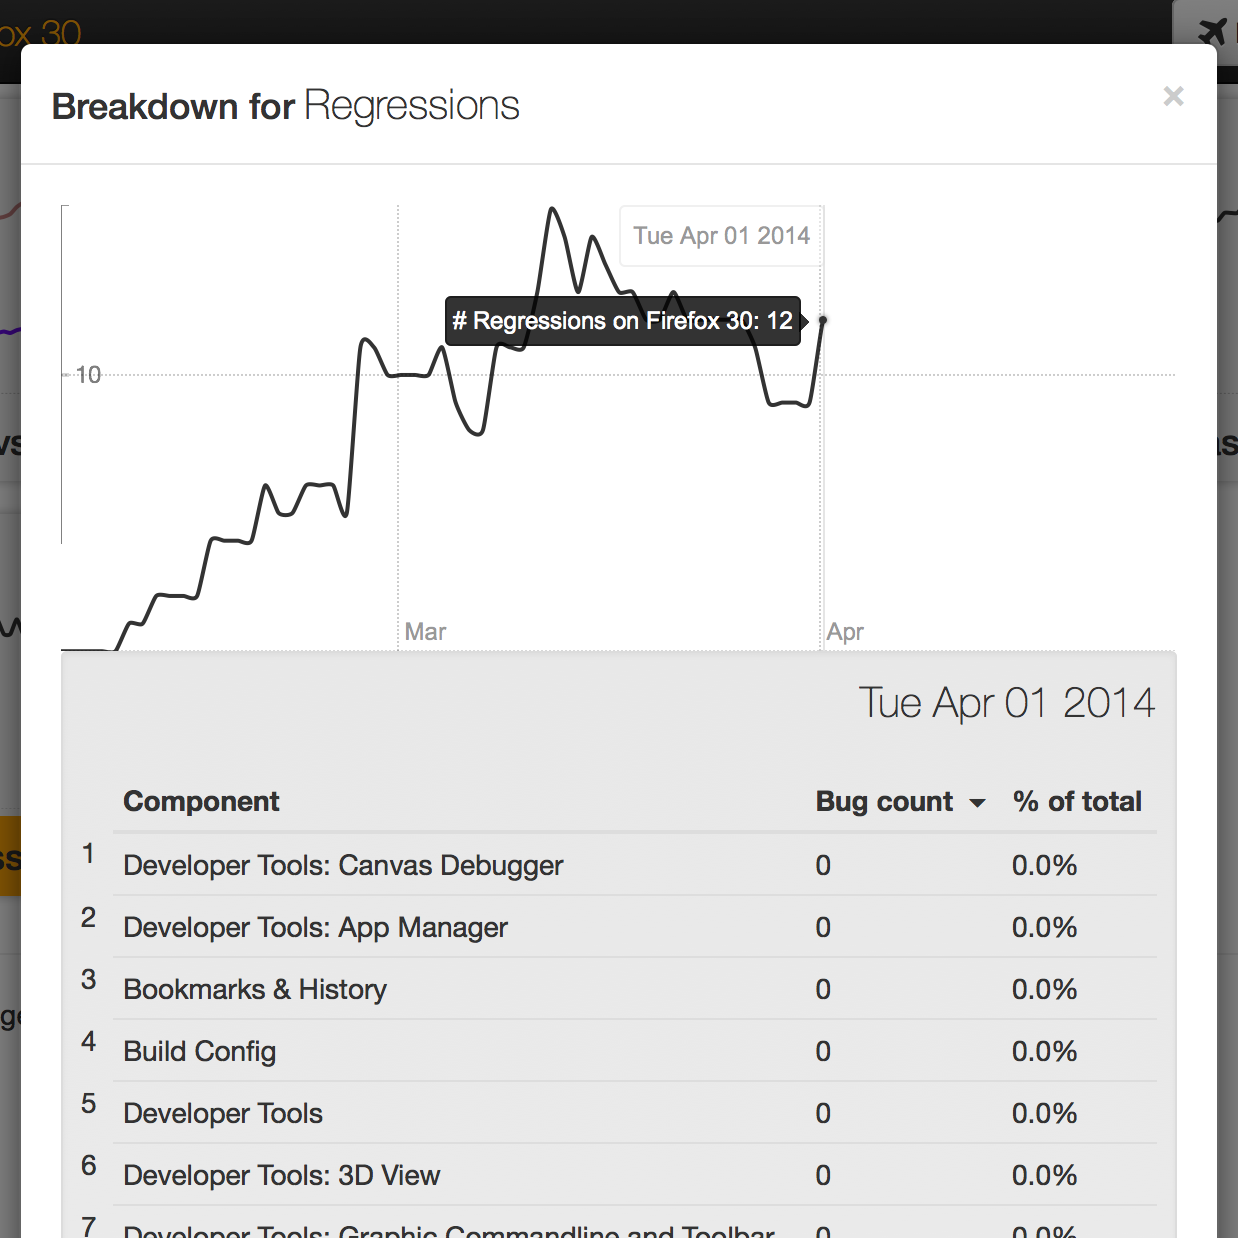 ox 30
Breakdown for Regressions ×
Tue Apr 01 2014
# Regressions on Firefox 30: 12
10
Mar
Apr
Tue Apr 01 2014
Component Bug count % of total
1 Developer Tools: Canvas Debugger 0 0.0%
2 Developer Tools: App Manager 0 0.0%
3 Bookmarks & History 0 0.0%
4 Build Config 0 0.0%
5 Developer Tools 0 0.0%
6 Developer Tools: 3D View 0 0.0%
7 Developer Tools: Graphic Commandline and Toolbar 0 0.0%